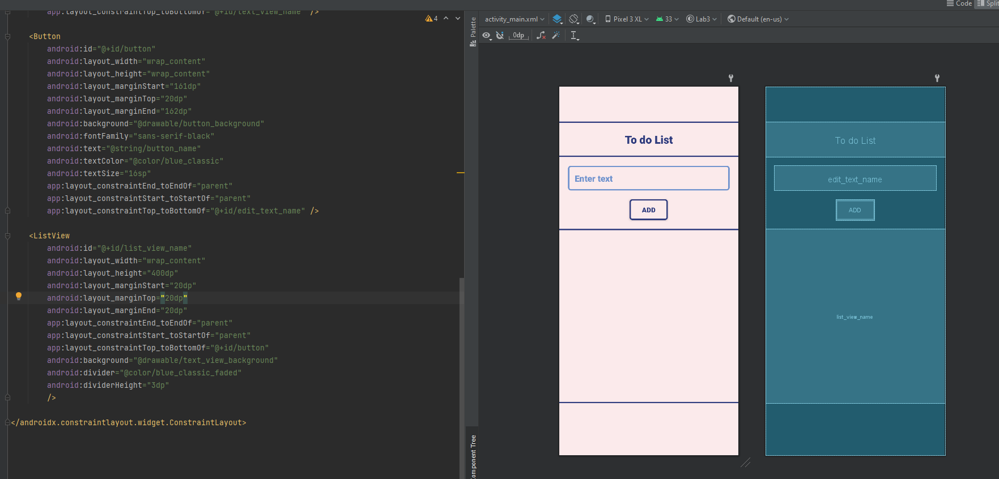 app:layout_constraintTop_toBottomOf="@+id/text_view_name" />
<Button
android:id="@+id/button"
android:layout_width="wrap_content"
android:layout_height="wrap_content"
android:layout_marginStart="161dp"
android:layout_marginTop="20dp"
android:layout_marginEnd="162dp"
android:background="@drawable/button_background"
android:fontFamily="sans-serif-black"
android:text="@string/button_name"
android:textColor="@color/blue_classic"
android:textSize="16sp"
app:layout_constraintEnd_toEndOf="parent"
app:layout_constraintStart_toStartOf="parent"
app:layout_constraintTop_toBottomOf="@+id/edit_text_name" />
<ListView
android:id="@+id/list_view_name"
android:layout_width="wrap_content"
android:layout_height="400dp"
android:layout_marginStart="20dp"
android:layout_marginTop="20dp"
android:layout_marginEnd="20dp"
app:layout_constraintEnd_toEndOf="parent"
app:layout_constraintStart_toStartOf="parent"
app:layout_constraintTop_toBottomOf="@+id/button"
android:background="@drawable/text_view_background"
android:divider="@color/blue_classic_faded"
android:dividerHeight="3dp"
/>
</androidx.constraintlayout.widget.ConstraintLayout>
4
Palette
Component Tree
Code
Split
activity_main.xml
Pixel 3 XL
33
Lab3
Default (en-us)
0dp
To do List
Enter text
ADD
To do List
edit_text_name
ADD
list_view_name